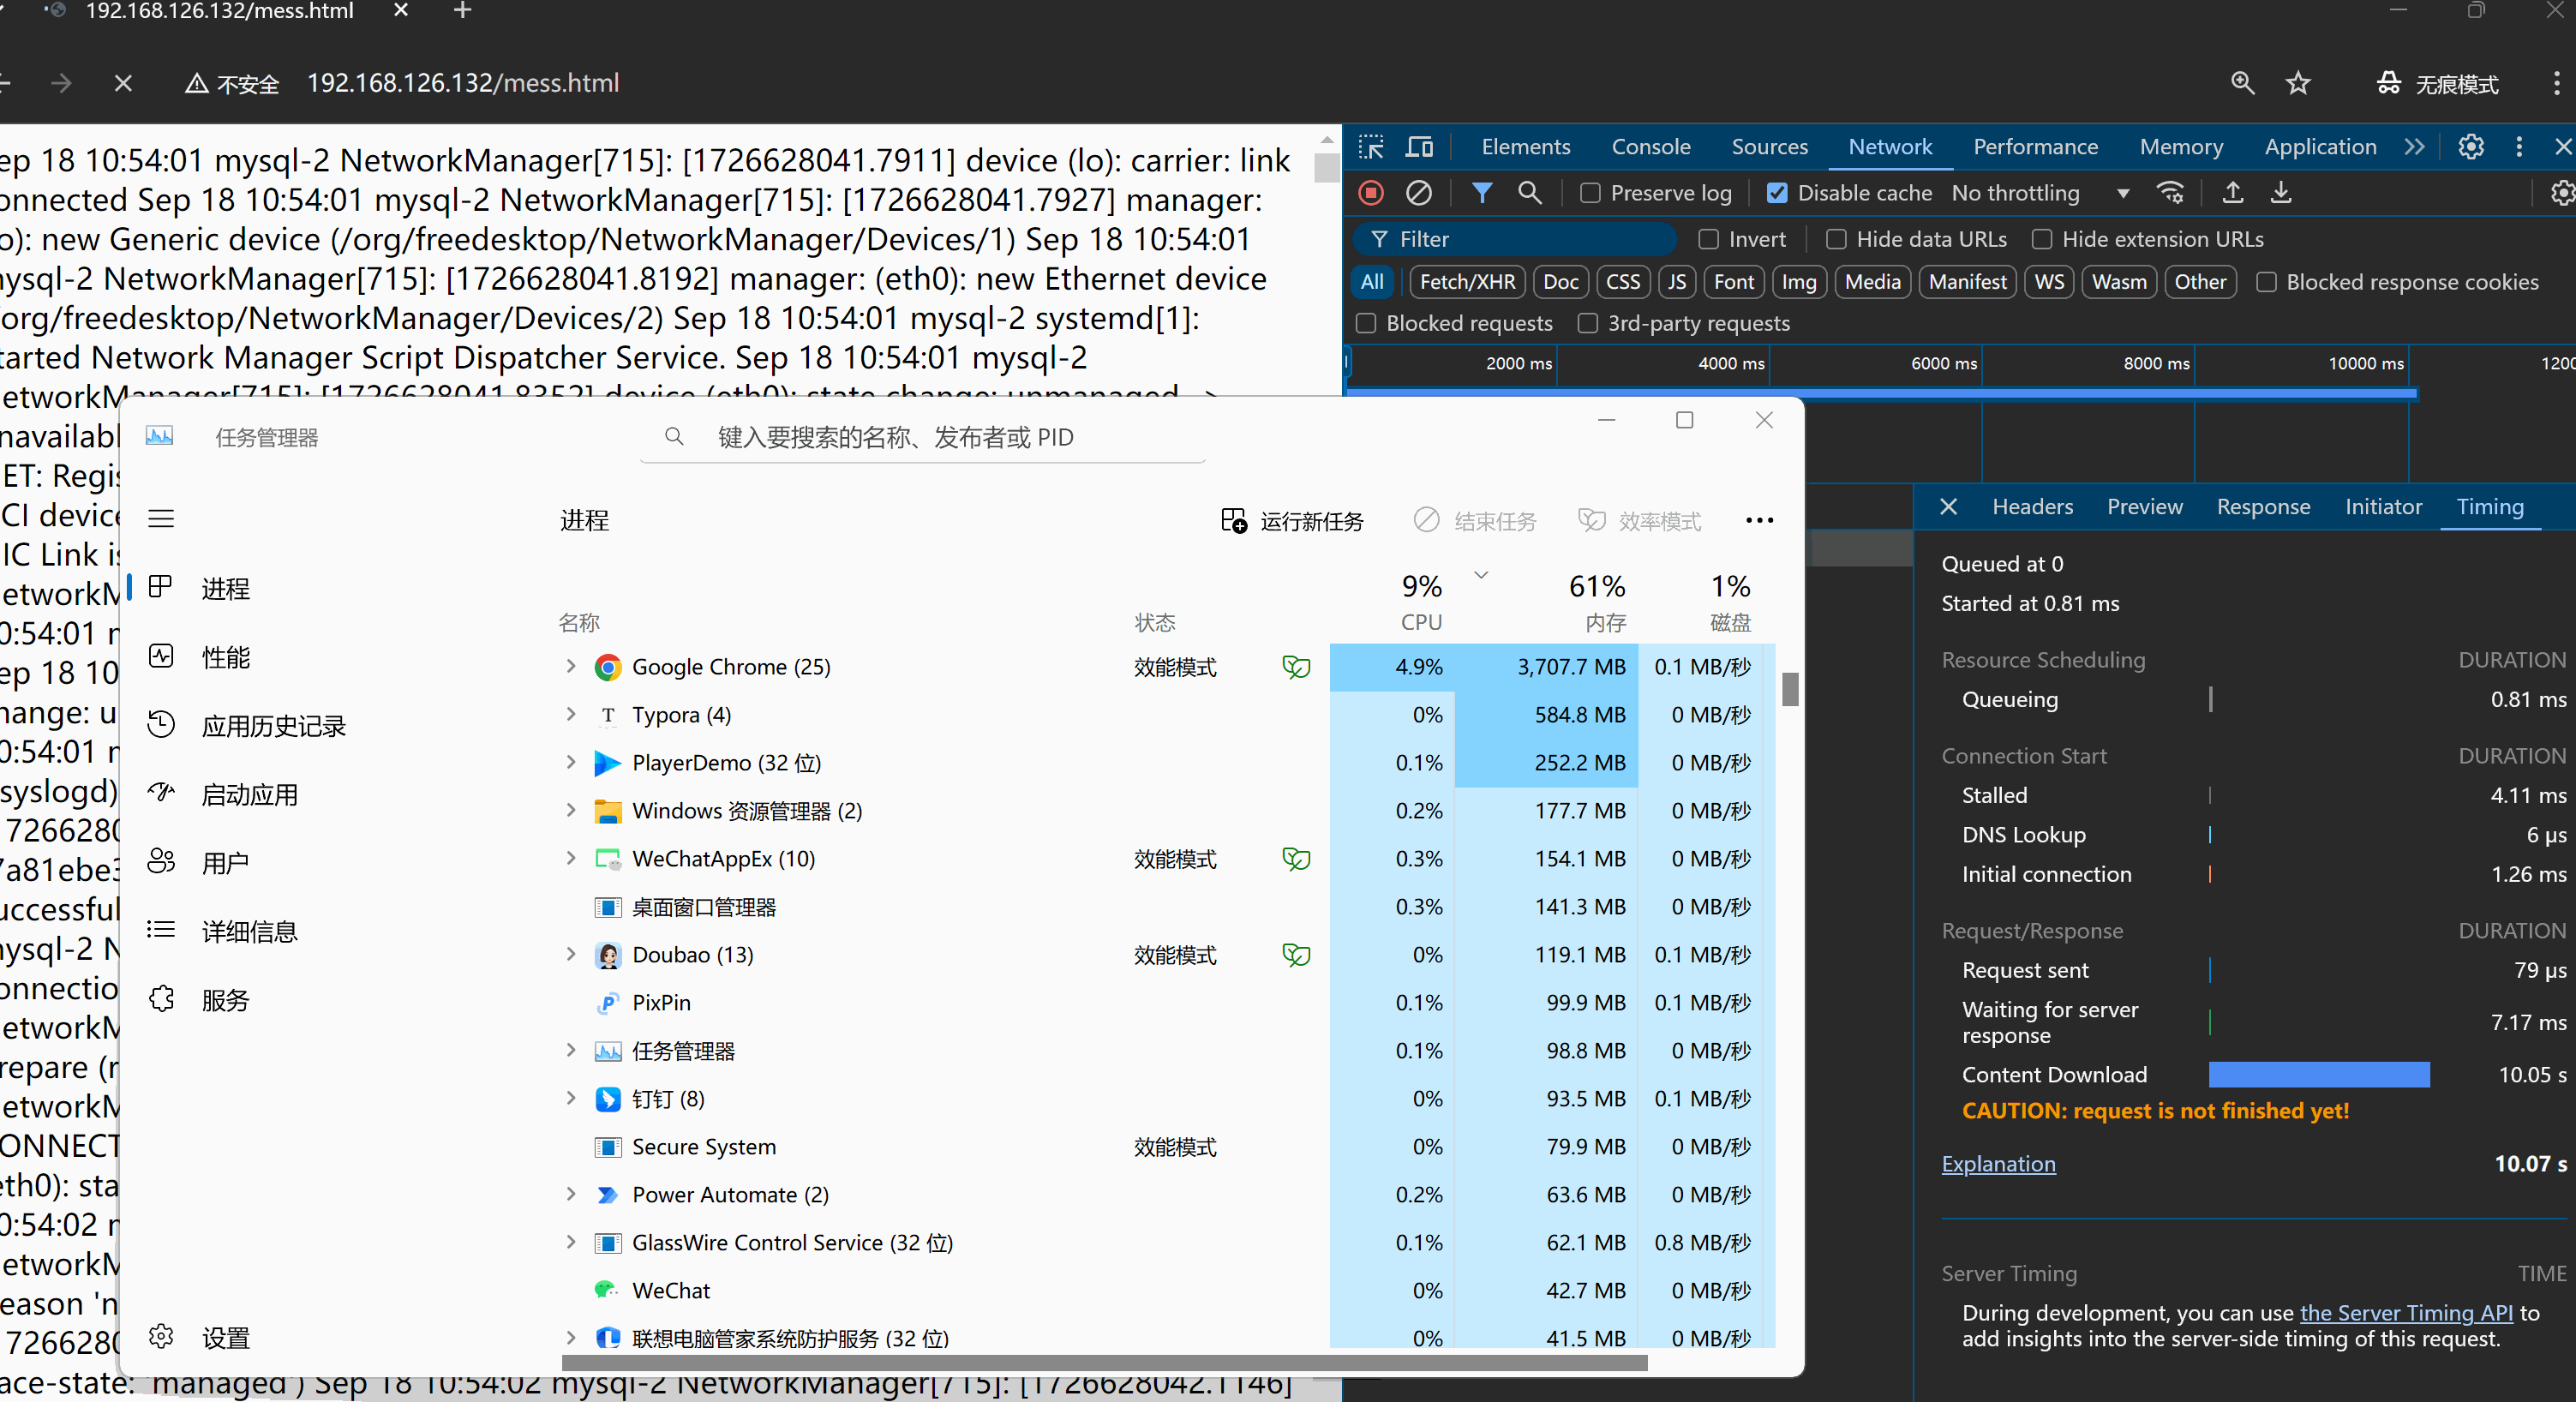 192.168.126.132/mess.html
不安全 192.168.126.132/mess.html 无痕模式
ep 18 10:54:01 mysql-2 NetworkManager[715]: [1726628041.7911] device (lo): carrier: link
onnected Sep 18 10:54:01 mysql-2 NetworkManager[715]: [1726628041.7927] manager:
o): new Generic device (/org/freedesktop/NetworkManager/Devices/1) Sep 18 10:54:01
ysql-2 NetworkManager[715]: [1726628041.8192] manager: (eth0): new Ethernet device
org/freedesktop/NetworkManager/Devices/2) Sep 18 10:54:01 mysql-2 systemd[1]:
tarted Network Manager Script Dispatcher Service. Sep 18 10:54:01 mysql-2
etworkManager[715]: [1726628041.8352] device (eth0): state change: unmanaged ->
navailabl
ET: Regis
CI device
IC Link is
etworkM
0:54:01 m
ep 18 10
hange: u
0:54:01 m
syslogd)
7266280
7a81ebe3
uccessful
ysql-2 N
onnectio
etworkM
repare (r
etworkM
ONNECT
eth0): sta
0:54:02 m
etworkM
eason 'n
7266280
ace-state: 'managed') Sep 18 10:54:02 mysql-2 NetworkManager[715]: [1726628042.1146]
Elements Console Sources Network Performance Memory Application
Preserve log Disable cache No throttling
Filter Invert Hide data URLs Hide extension URLs
All Fetch/XHR Doc CSS JS Font Img Media Manifest WS Wasm Other Blocked response cookies
Blocked requests 3rd-party requests
2000 ms 4000 ms 6000 ms 8000 ms 10000 ms 1200
任务管理器 键入要搜索的名称、发布者或 PID
进程 运行新任务 结束任务 效率模式
进程
性能
应用历史记录
启动应用
用户
详细信息
服务
设置
9% 61% 1%
名称 状态 CPU 内存 磁盘
Google Chrome (25) 效能模式 4.9% 3,707.7 MB 0.1 MB/秒
T Typora (4) 0% 584.8 MB 0 MB/秒
PlayerDemo (32 位) 0.1% 252.2 MB 0 MB/秒
Windows 资源管理器 (2) 0.2% 177.7 MB 0 MB/秒
WeChatAppEx (10) 效能模式 0.3% 154.1 MB 0 MB/秒
桌面窗口管理器 0.3% 141.3 MB 0 MB/秒
Doubao (13) 效能模式 0% 119.1 MB 0.1 MB/秒
PixPin 0.1% 99.9 MB 0.1 MB/秒
任务管理器 0.1% 98.8 MB 0 MB/秒
钉钉 (8) 0% 93.5 MB 0.1 MB/秒
Secure System 效能模式 0% 79.9 MB 0 MB/秒
Power Automate (2) 0.2% 63.6 MB 0 MB/秒
GlassWire Control Service (32 位) 0.1% 62.1 MB 0.8 MB/秒
WeChat 0% 42.7 MB 0 MB/秒
联想电脑管家系统防护服务 (32 位) 0% 41.5 MB 0 MB/秒
Headers Preview Response Initiator Timing
Queued at 0
Started at 0.81 ms
Resource Scheduling DURATION
Queueing 0.81 ms
Connection Start DURATION
Stalled 4.11 ms
DNS Lookup 6 μs
Initial connection 1.26 ms
Request/Response DURATION
Request sent 79 μs
Waiting for server
response 7.17 ms
Content Download 10.05 s
CAUTION: request is not finished yet!
Explanation 10.07 s
Server Timing TIME
During development, you can use the Server Timing API to
add insights into the server-side timing of this request.